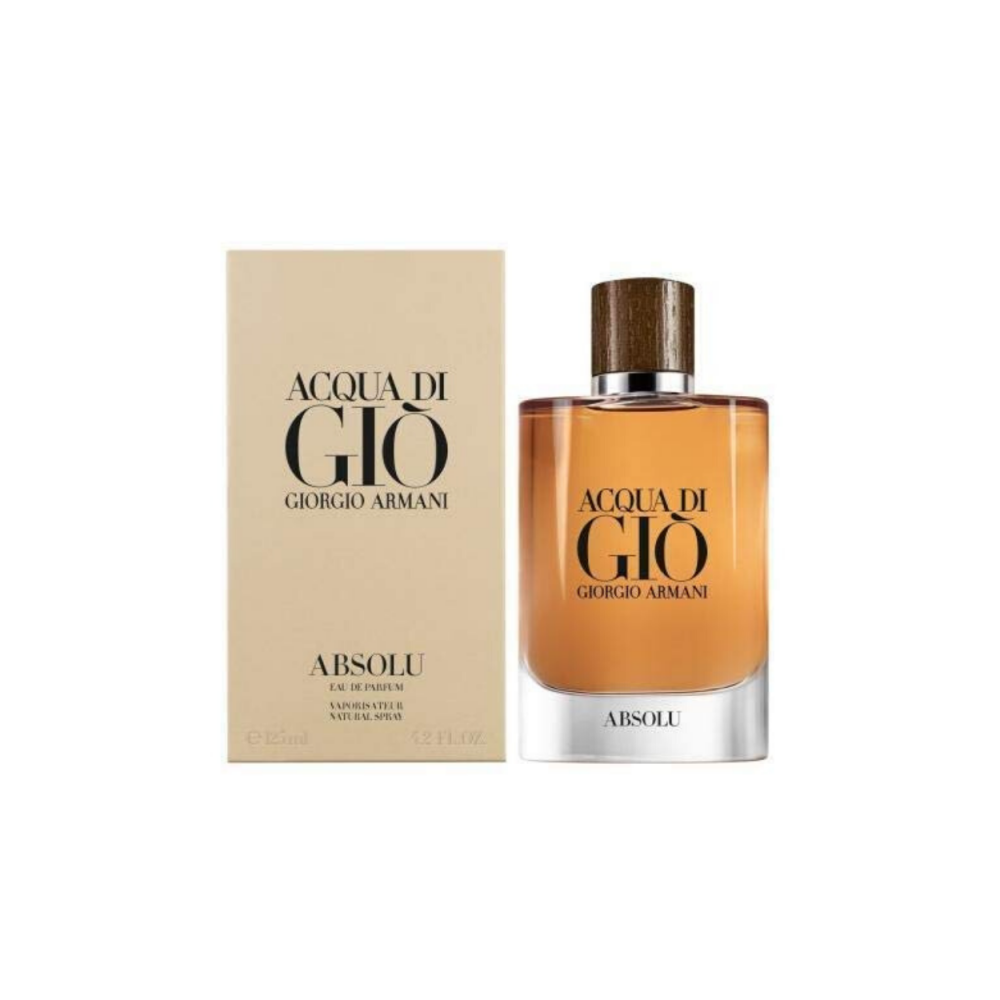 ACQUA DI
GIÒ
GIORGIO ARMANI
ABSOLU
EAU DE PARFUM
VAPORISATEUR
NATURAL SPRAY
℮125ml 4.2 FL.OZ.
ACQUA DI
GIÒ
GIORGIO ARMANI
ABSOLU